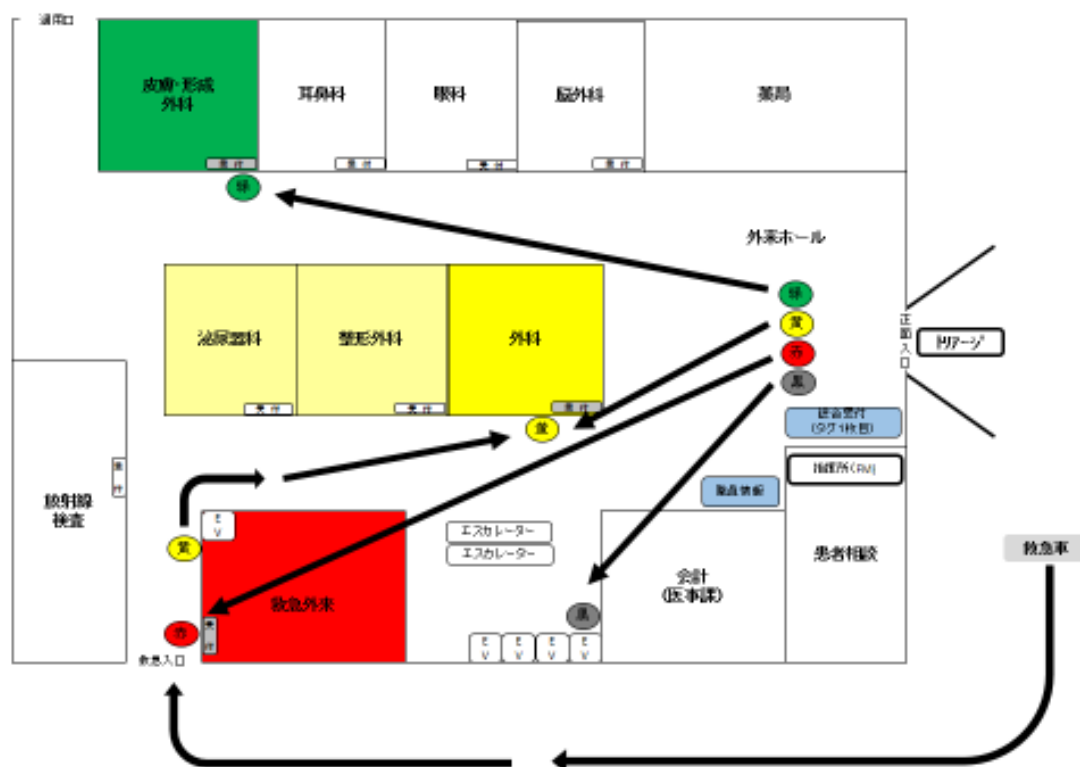 通用口
皮膚・形成
外科
耳鼻科
眼科
脳外科
薬局
受付
受付
受付
受付
緑
外来ホール
泌尿器科
整形外科
外科
受付
受付
受付
緑
黄
赤
黒
正面入口
トリアージ
総合受付
(タグ1枚目)
黄
放射線
検査
受付
EV
黄
救急外来
赤
受付
救急入口
エスカレーター
エスカレーター
職員情報
会計
(医事課)
黒
EV
EV
EV
EV
患者相談
救急車